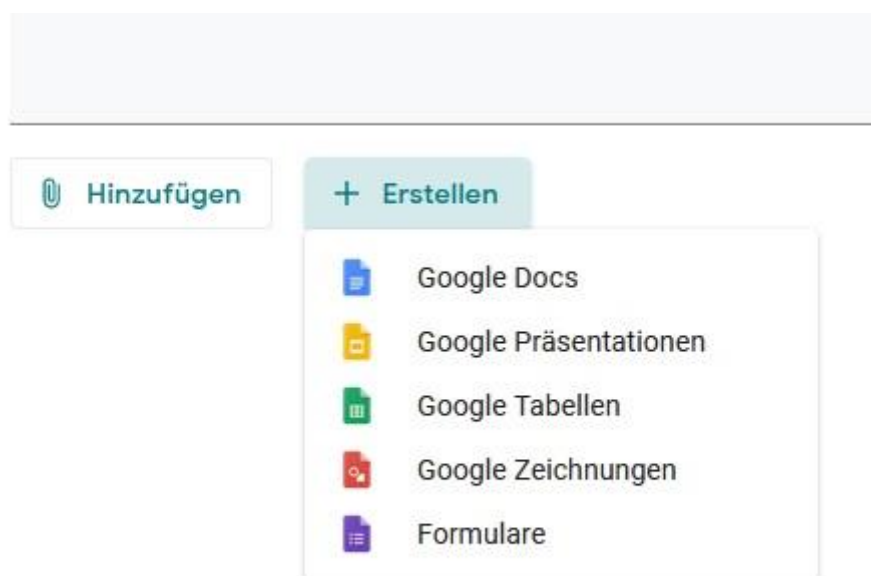 Hinzufügen
+ Erstellen
Google Docs
Google Präsentationen
Google Tabellen
Google Zeichnungen
Formulare